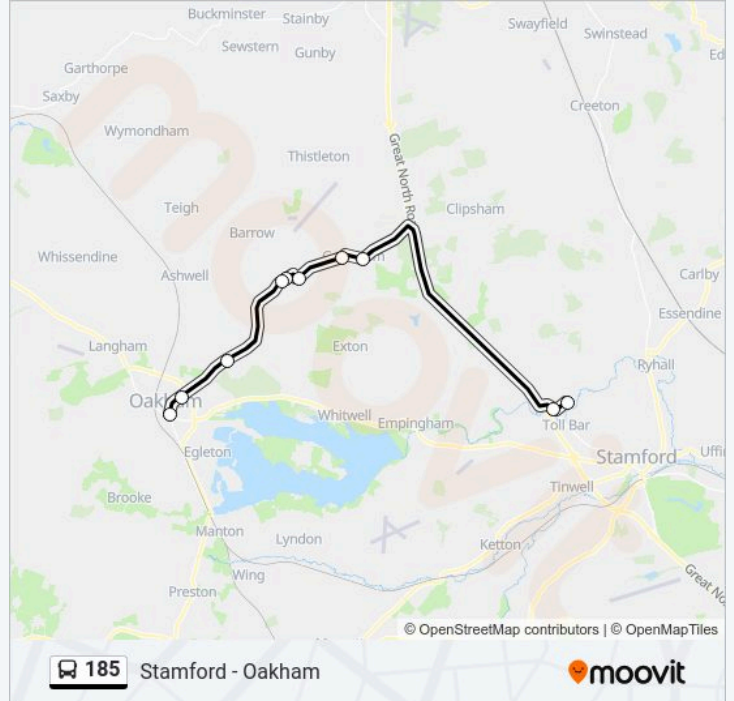 Buckminster
Stainby
Swayfield
Swinstead
Sewstern
Gunby
Ed
Garthorpe
Saxby
Creeton
Wymondham
Great North Ro
Thistleton
Teigh
Clipsham
Barrow
Whissendine
Ashwell
Carlby
Essendine
Langham
Exton
Ryhall
Oakham
Whitwell
Empingham
Toll Bar
Egleton
Stamford
Uffi
Tinwell
Brooke
Manton
Lyndon
Ketton
Wing
Great No
Preston
© OpenStreetMap contributors | © OpenMapTiles
185 Stamford - Oakham
moovit